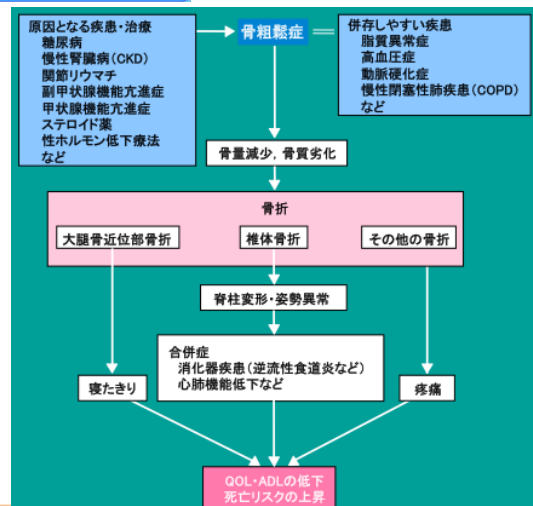 原因となる疾患・治療
糖尿病
慢性腎臓病(CKD)
関節リウマチ
副甲状腺機能亢進症
甲状腺機能亢進症
ステロイド薬
性ホルモン低下療法
など
骨粗鬆症
併存しやすい疾患
脂質異常症
高血圧症
動脈硬化症
慢性閉塞性肺疾患(COPD)
など
骨量減少, 骨質劣化
骨折
大腿骨近位部骨折
椎体骨折
その他の骨折
脊柱変形・姿勢異常
合併症
消化器疾患(逆流性食道炎など)
心肺機能低下など
寝たきり
疼痛
QOL・ADLの低下
死亡リスクの上昇